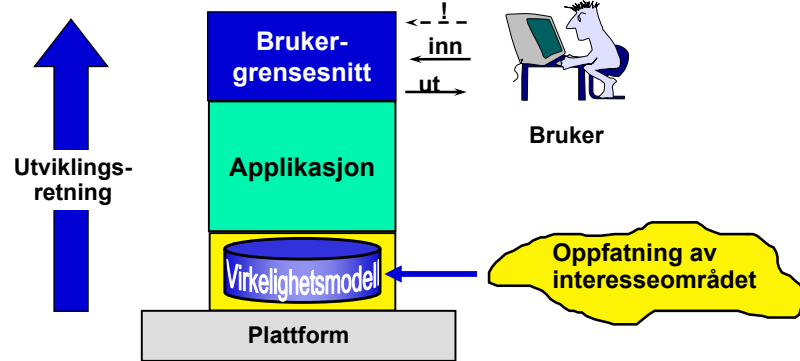 !
Bruker-
grensesnitt
inn
ut
Bruker
Utviklings-
retning
Applikasjon
Virkelighetsmodell
Oppfatning av
interesseområdet
Plattform